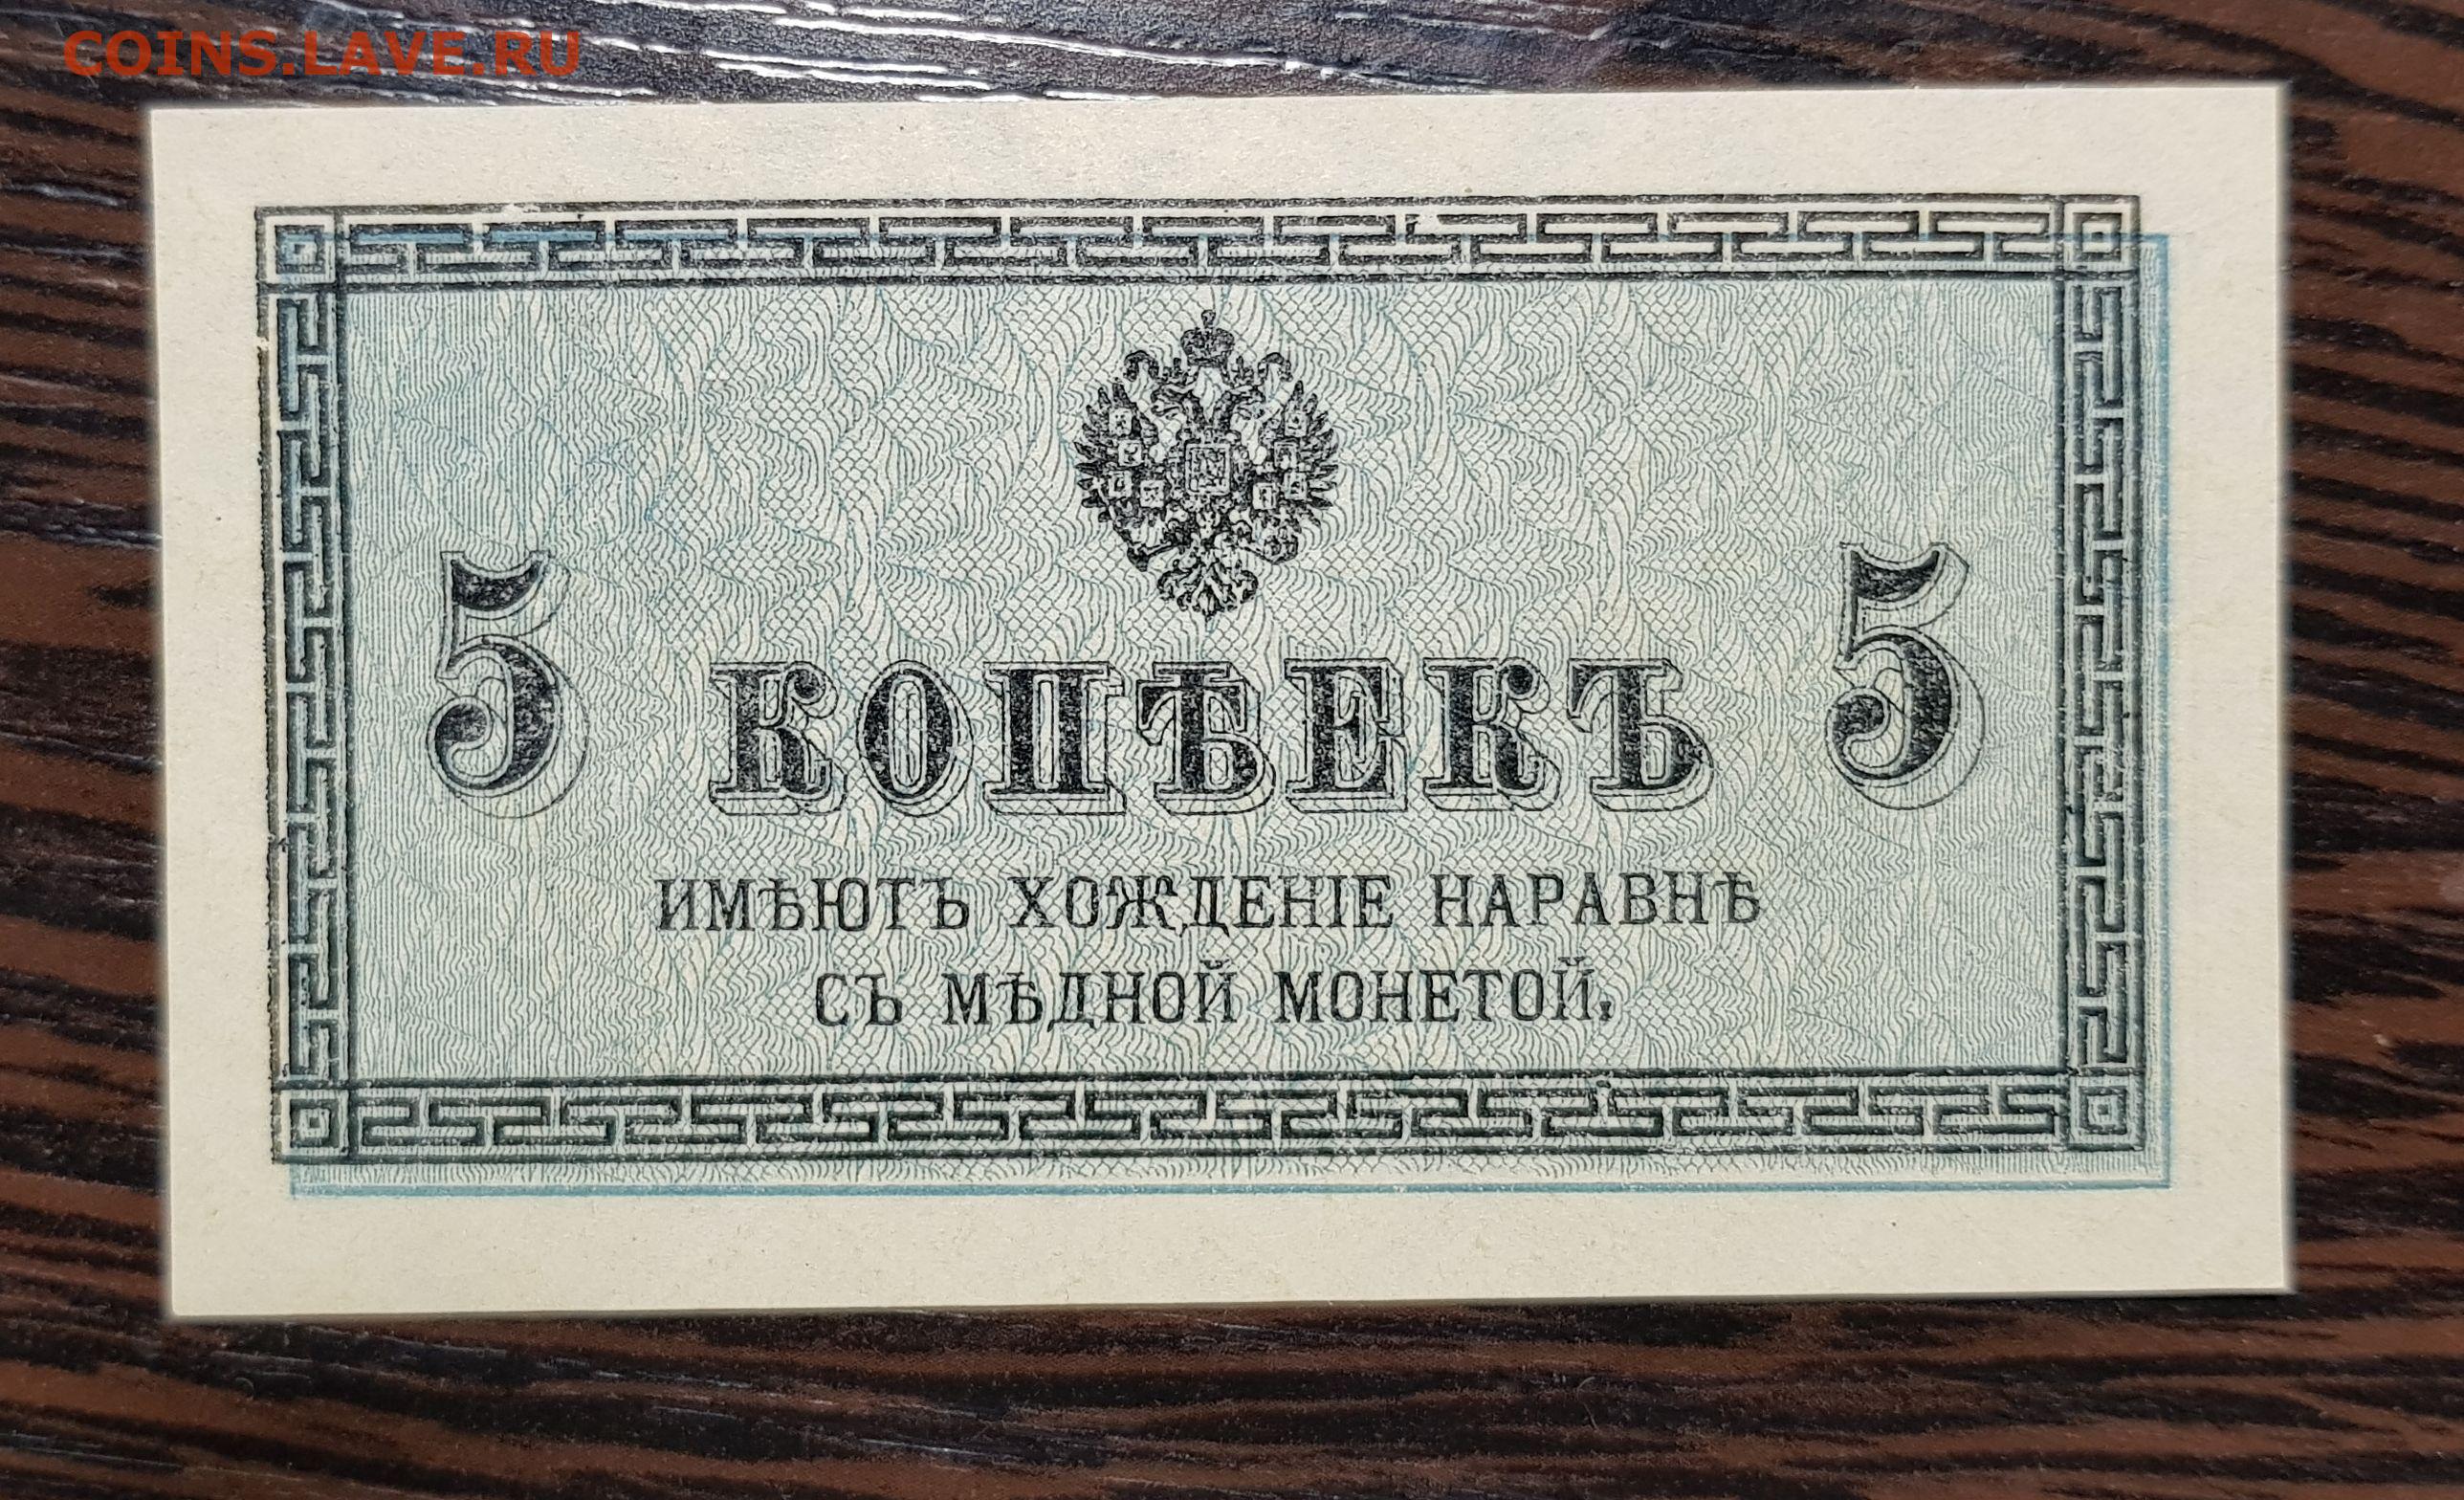 COINS.LAVE.RU
5 КОПѢЕКЪ 5
ИМѢЮТЪ ХОЖДЕНІЕ НАРАВНѢ
СЪ МѢДНОЙ МОНЕТОЙ.